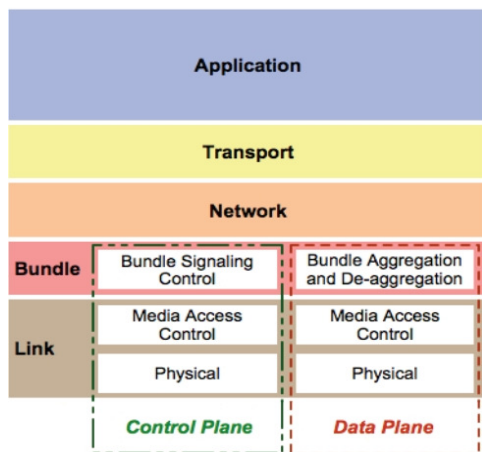 Application
Transport
Network
Bundle
Bundle Signaling
Control
Bundle Aggregation
and De-aggregation
Link
Media Access
Control
Media Access
Control
Physical
Physical
Control Plane
Data Plane